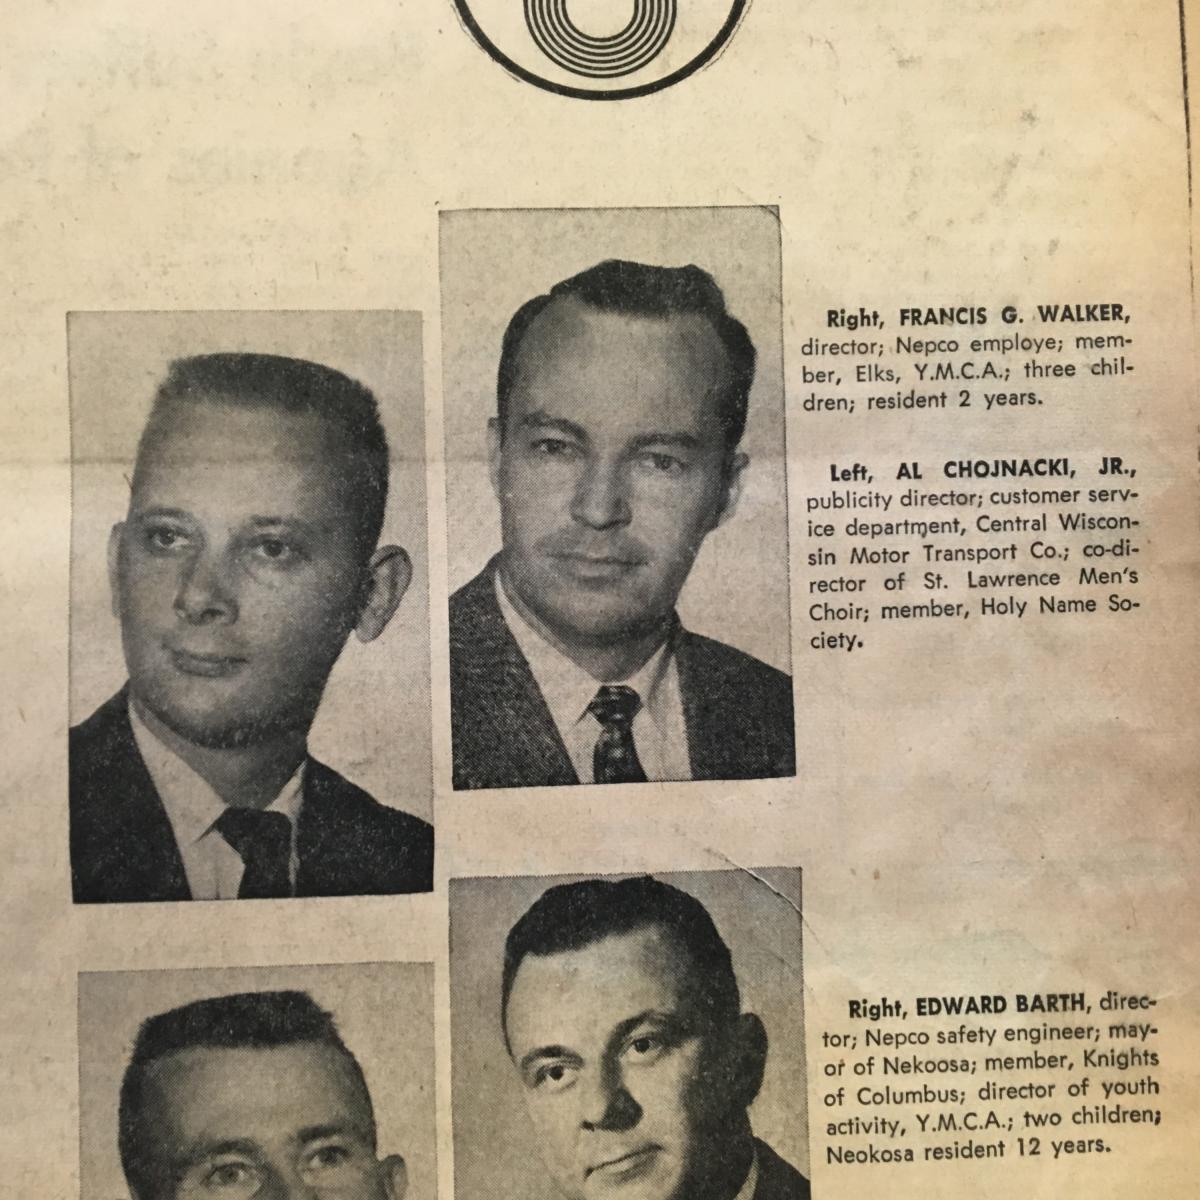 Right, FRANCIS G. WALKER,
director; Nepco employe; mem-
ber, Elks, Y.M.C.A.; three chil-
dren; resident 2 years.
Left, AL CHOJNACKI, JR.,
publicity director; customer serv-
ice department, Central Wiscon-
sin Motor Transport Co.; co-di-
rector of St. Lawrence Men's
Choir; member, Holy Name So-
ciety.
Right, EDWARD BARTH, direc-
tor; Nepco safety engineer; may-
or of Nekoosa; member, Knights
of Columbus; director of youth
activity, Y.M.C.A.; two children;
Neokosa resident 12 years.